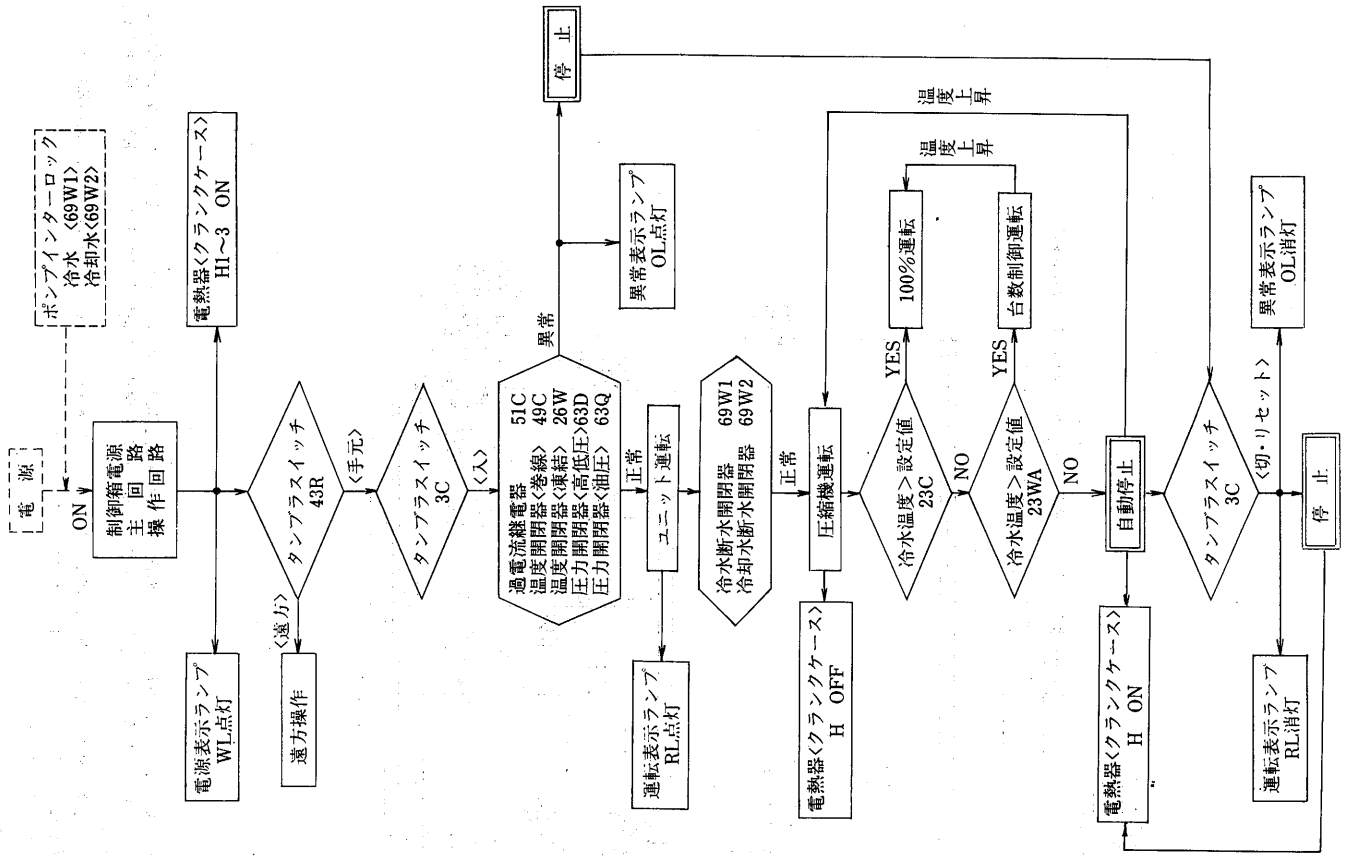 電源
ポンプインターロック
冷水 <69W1>
冷却水<69W2>
ON
制御箱電源
主回路
操作回路
電源表示ランプ
WL点灯
電熱器<クランクケース>
H1~3 ON
タンブラスイッチ
43R
<遠方>
遠方操作
<手元>
タンブラスイッチ
3C
<入>
過電流継電器 51C
温度開閉器<巻線> 49C
温度開閉器<凍結> 26W
圧力開閉器<高低圧>63D
圧力開閉器<油圧> 63Q
異常
停止
異常表示ランプ
OL点灯
正常
ユニット運転
運転表示ランプ
RL点灯
冷水断水開閉器 69W1
冷却水断水開閉器 69W2
正常
圧縮機運転
電熱器<クランクケース>
H OFF
冷水温度>設定値
23C
YES
100%運転
NO
冷水温度>設定値
23WA
YES
台数制御運転
温度上昇
温度上昇
NO
自動停止
電熱器<クランクケース>
H ON
タンブラスイッチ
3C
<切・リセット>
運転表示ランプ
RL消灯
異常表示ランプ
OL消灯
停止